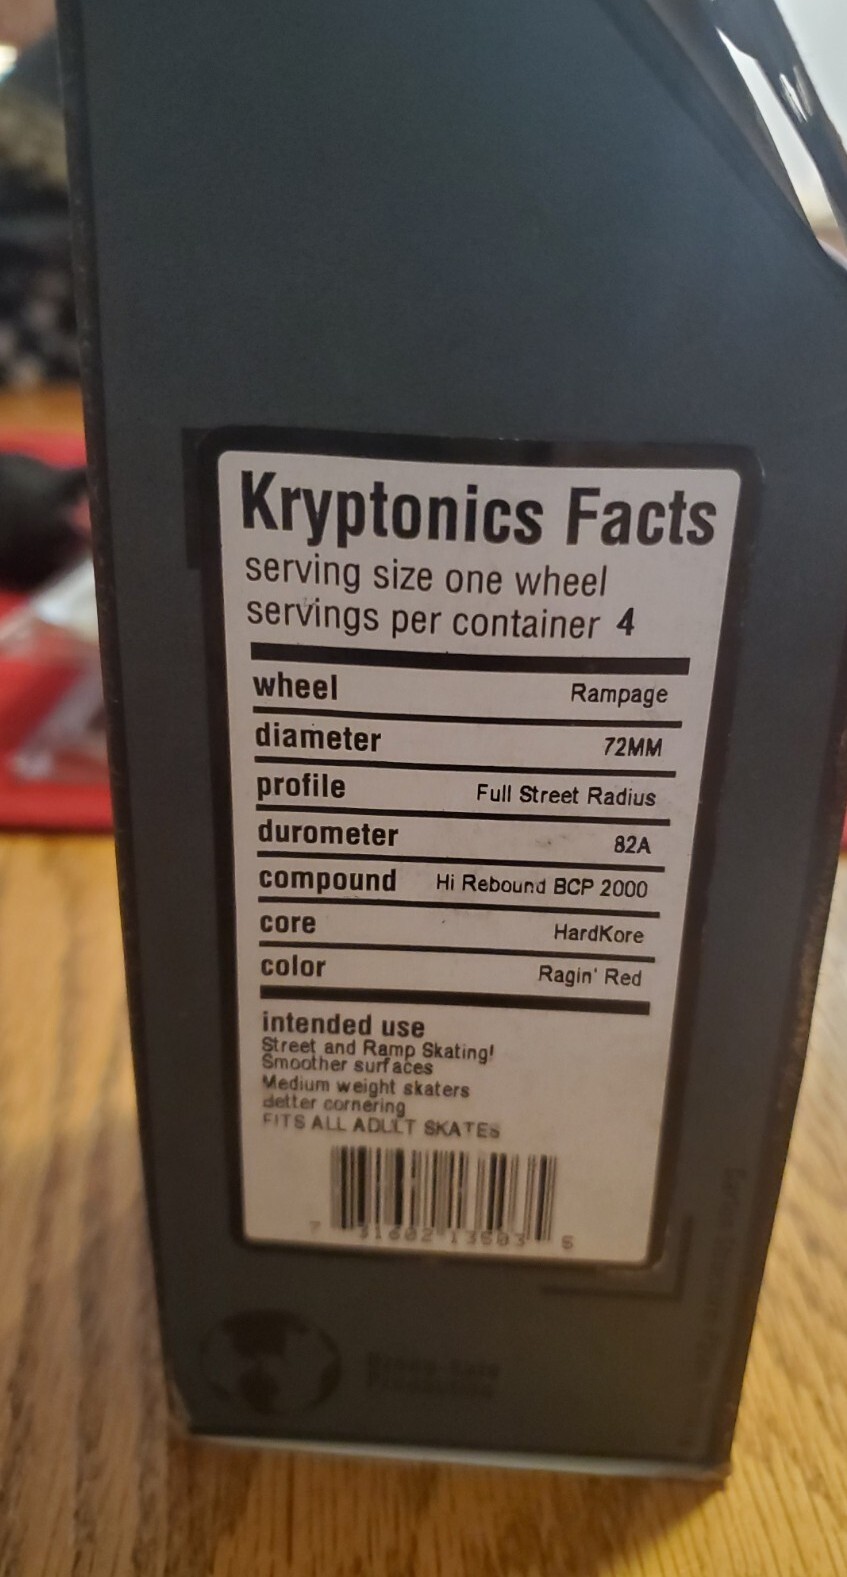 Kryptonics Facts
serving size one wheel
servings per container 4
wheel Rampage
diameter 72MM
profile Full Street Radius
durometer 82A
compound Hi Rebound BCP 2000
core HardKore
color Ragin' Red
intended use
Street and Ramp Skating!
Smoother surfaces
Medium weight skaters
Better cornering
FITS ALL ADULT SKATES